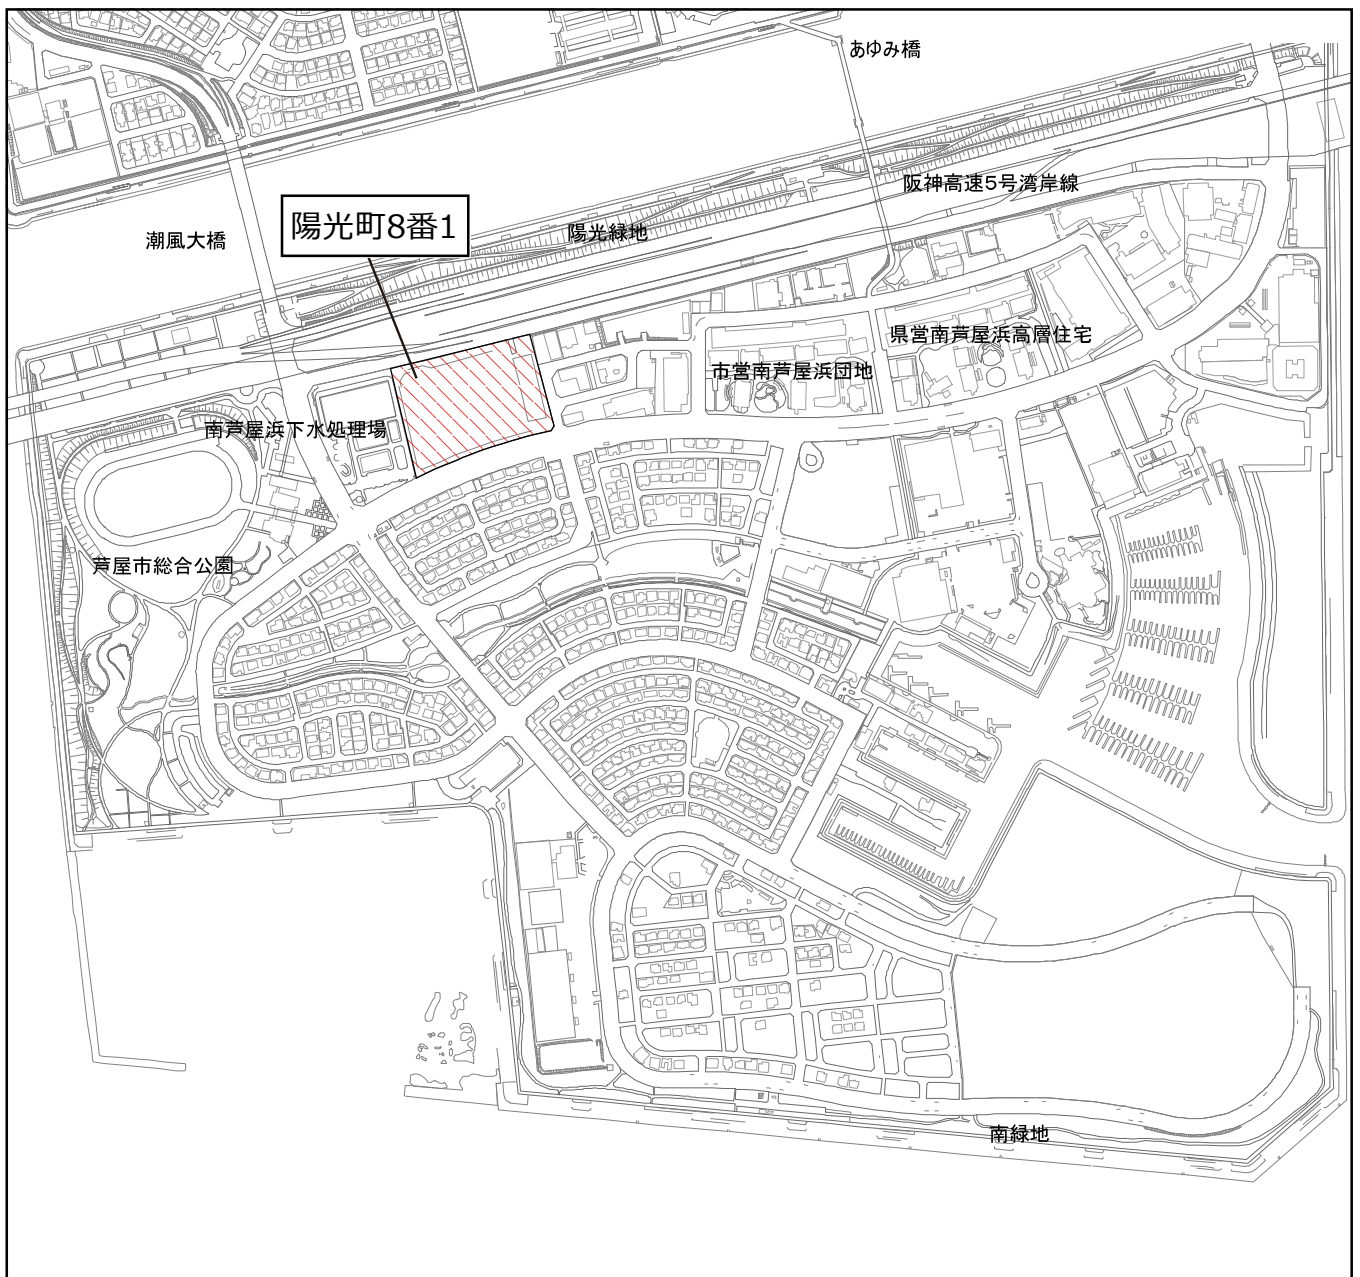 あゆみ橋
阪神高速5号湾岸線
陽光町8番1
陽光緑地
潮風大橋
県営南芦屋浜高層住宅
市営南芦屋浜団地
南芦屋浜下水処理場
芦屋市総合公園
南緑地